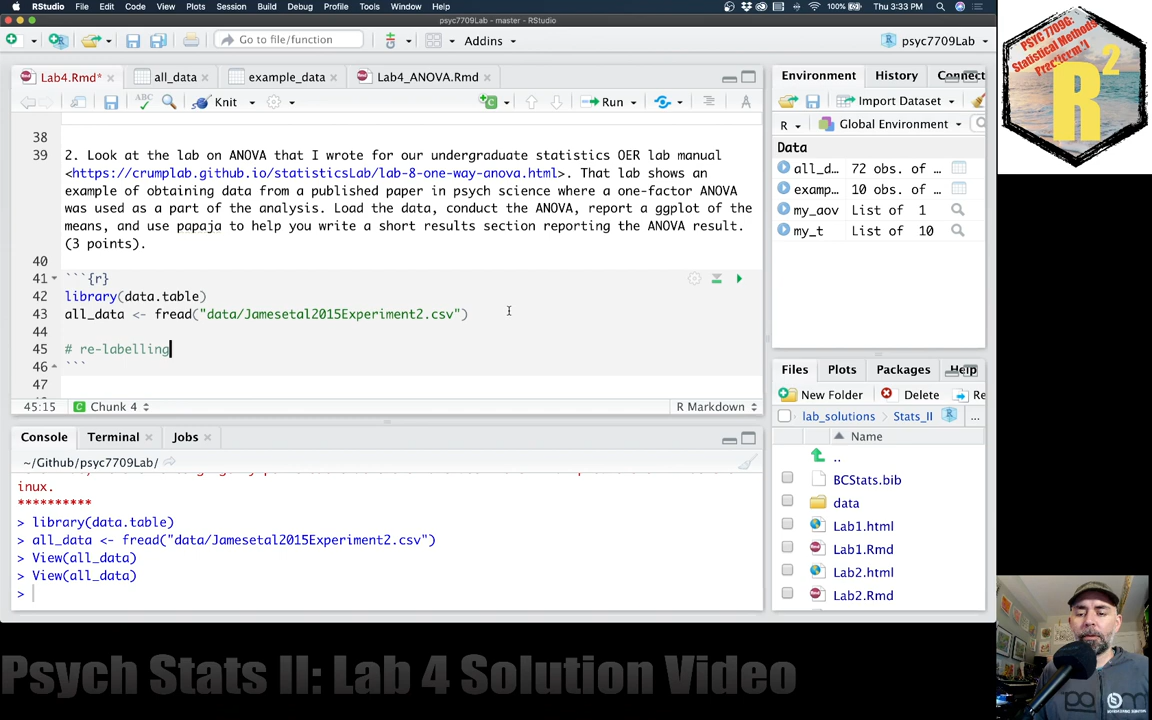 RStudio File Edit Code View Plots Session Build Debug Profile Tools Window Help 100% Thu 3:33 PM
psyc7709Lab - master - RStudio
Go to file/function Addins psyc7709Lab
Lab4.Rmd* all_data example_data Lab4_ANOVA.Rmd
ABC Knit Run
38
39 2. Look at the lab on ANOVA that I wrote for our undergraduate statistics OER lab manual
<https://crumplab.github.io/statisticsLab/lab-8-one-way-anova.html>. That lab shows an
example of obtaining data from a published paper in psych science where a one-factor ANOVA
was used as a part of the analysis. Load the data, conduct the ANOVA, report a ggplot of the
means, and use papaja to help you write a short results section reporting the ANOVA result.
(3 points).
40
41 ```{r}
42 library(data.table)
43 all_data <- fread("data/Jamesetal2015Experiment2.csv")
44
45 # re-labelling
46 ```
47
45:15 Chunk 4 R Markdown
Console Terminal Jobs
~/Github/psyc7709Lab/
inux.
**********
> library(data.table)
> all_data <- fread("data/Jamesetal2015Experiment2.csv")
> View(all_data)
> View(all_data)
>
Environment History Connect
Import Dataset
R Global Environment
Data
all_d… 72 obs. of …
examp… 10 obs. of …
my_aov List of 1
my_t List of 10
Files Plots Packages Help
New Folder Delete Re
lab_solutions Stats_II ...
Name
..
BCStats.bib
data
Lab1.html
Lab1.Rmd
Lab2.html
Lab2.Rmd
PSYC 7709G:
Statistical Methods
Practicum I
R2
Psych Stats II: Lab 4 Solution Video